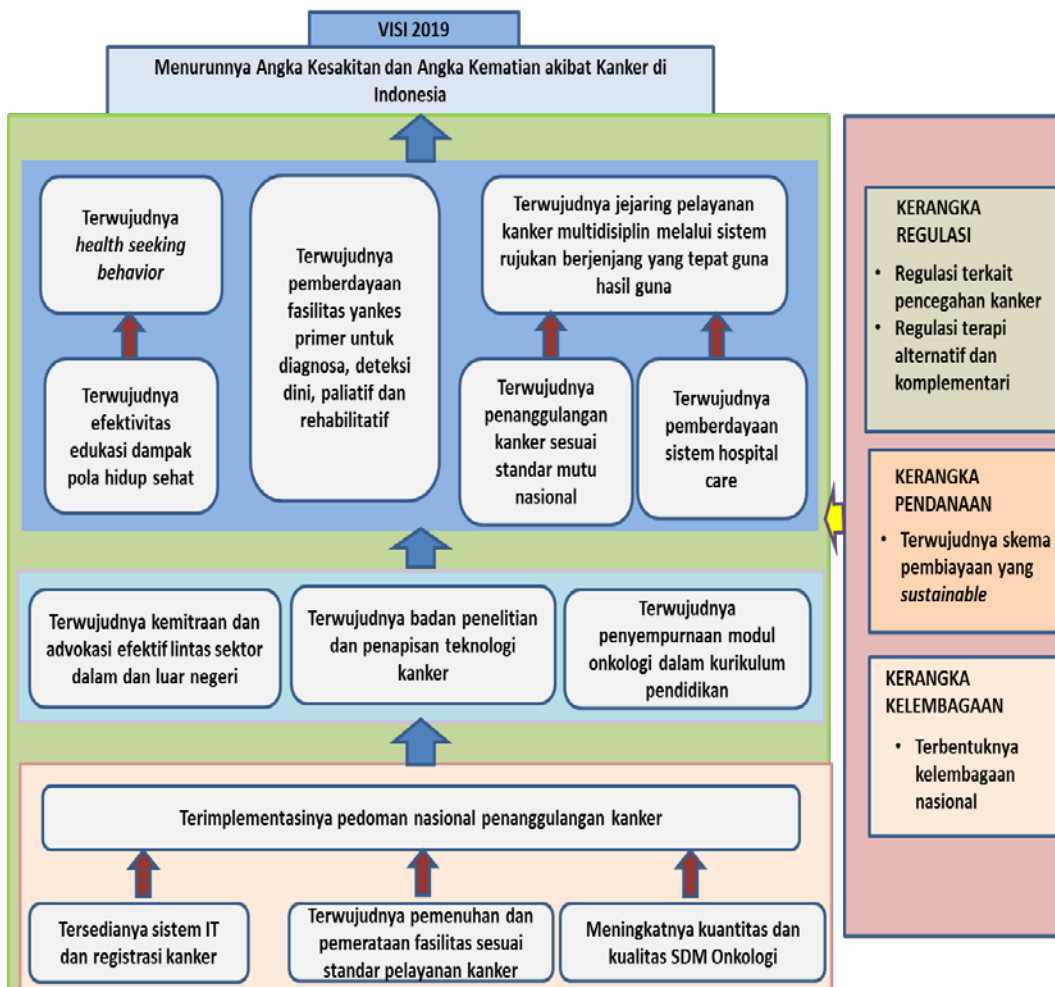 VISI 2019
Menurunnya Angka Kesakitan dan Angka Kematian akibat Kanker di
Indonesia
Terwujudnya
health seeking
behavior
Terwujudnya
pemberdayaan
fasilitas yankes
primer untuk
diagnosa, deteksi
dini, paliatif dan
rehabilitatif
Terwujudnya jejaring pelayanan
kanker multidisiplin melalui sistem
rujukan berjenjang yang tepat guna
hasil guna
Terwujudnya
efektivitas
edukasi dampak
pola hidup sehat
Terwujudnya
penanggulangan
kanker sesuai
standar mutu
nasional
Terwujudnya
pemberdayaan
sistem hospital
care
Terwujudnya kemitraan dan
advokasi efektif lintas sektor
dalam dan luar negeri
Terwujudnya badan penelitian
dan penapisan teknologi
kanker
Terwujudnya
penyempurnaan modul
onkologi dalam kurikulum
pendidikan
Terimplementasinya pedoman nasional penanggulangan kanker
Tersedianya sistem IT
dan registrasi kanker
Terwujudnya pemenuhan dan
pemerataan fasilitas sesuai
standar pelayanan kanker
Meningkatnya kuantitas dan
kualitas SDM Onkologi
KERANGKA
REGULASI
• Regulasi terkait
pencegahan kanker
• Regulasi terapi
alternatif dan
komplementari
KERANGKA
PENDANAAN
• Terwujudnya skema
pembiayaan yang
sustainable
KERANGKA
KELEMBAGAAN
• Terbentuknya
kelembagaan
nasional